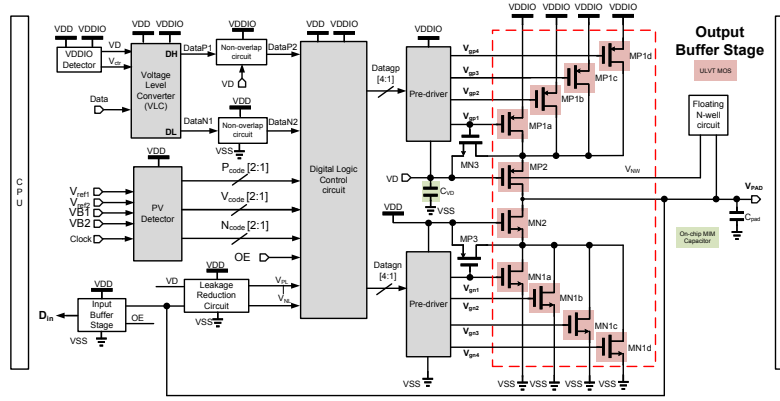 VDD VDDIO
VDDIO
Detector
VD
Vctr
Data
VDD VDDIO
DH
Voltage
Level
Converter
(VLC)
DL
DataP1
VDDIO
Non-overlap
circuit
VD
DataP2
DataN1
VDD
Non-overlap
circuit
VSS
DataN2
CPU
VDD
PV
Detector
Vref1
Vref2
VB1
VB2
Clock
Pcode [2:1]
Vcode [2:1]
Ncode [2:1]
OE
VDD
Input
Buffer
Stage
Din
OE
VSS
VD
VDD
Leakage
Reduction
Circuit
VSS
VPL
VNL
VDD VDDIO
Digital Logic
Control
circuit
Datagp
[4:1]
Datagn
[4:1]
VDDIO
Pre-driver
Vgp4
Vgp3
Vgp2
Vgp1
VD
CVD
VSS
VDD
Pre-driver
Vgn1
Vgn2
Vgn3
Vgn4
VSS
VDDIO VDDIO VDDIO VDDIO
MP1d
MP1c
MP1b
MP1a
MN3
MP2
MN2
MP3
MN1a
MN1b
MN1c
MN1d
VSS VSS
Output
Buffer Stage
ULVT MOS
Floating
N-well
circuit
VNW
VPAD
Cpad
On-chip MIM
Capacitor